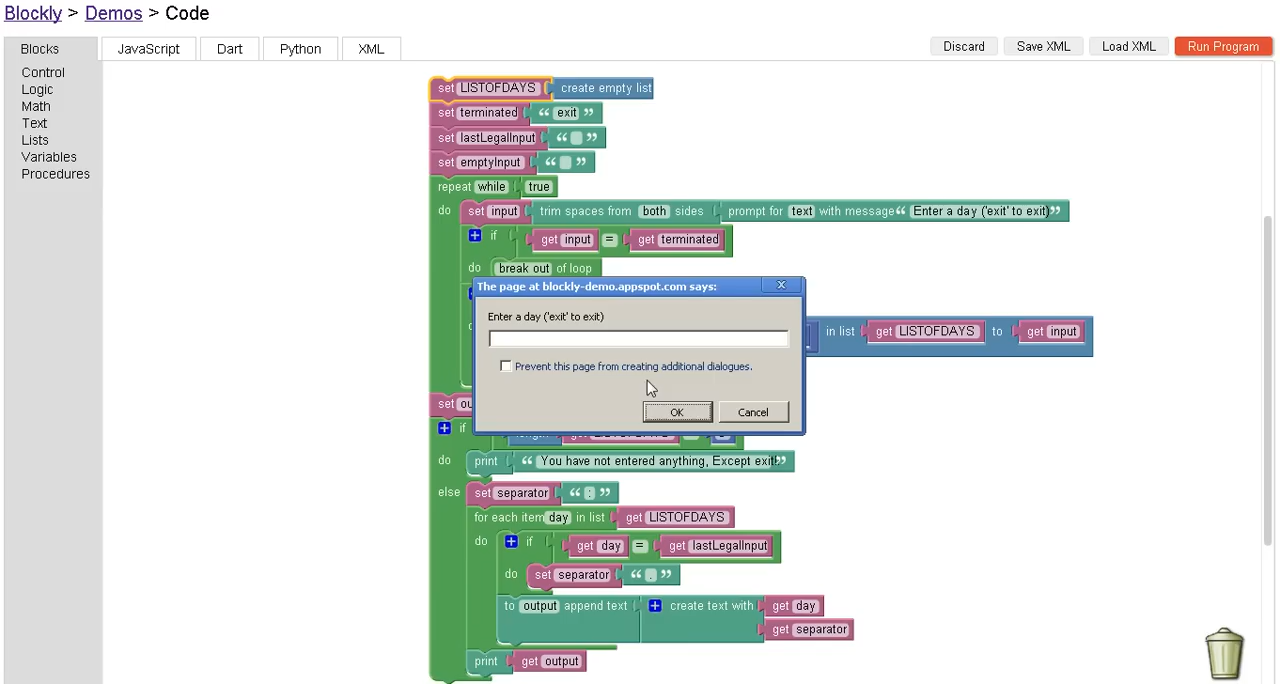 Blockly > Demos > Code
Blocks JavaScript Dart Python XML Discard Save XML Load XML Run Program
Control
Logic
Math
Text
Lists
Variables
Procedures
set LISTOFDAYS create empty list
set terminated “ exit ”
set lastLegalInput “ ”
set emptyInput “ ”
repeat while true
do set input trim spaces from both sides prompt for text with message “ Enter a day ('exit' to exit) ”
if get input = get terminated
do break out of loop
The page at blockly-demo.appspot.com says: X
Enter a day ('exit' to exit)
in list get LISTOFDAYS to get input
Prevent this page from creating additional dialogues.
OK Cancel
set
if
do print “ You have not entered anything, Except exit! ”
else set separator “ : ”
for each item day in list get LISTOFDAYS
do if get day = get lastLegalInput
do set separator “ . ”
to output append text create text with get day
get separator
print get output